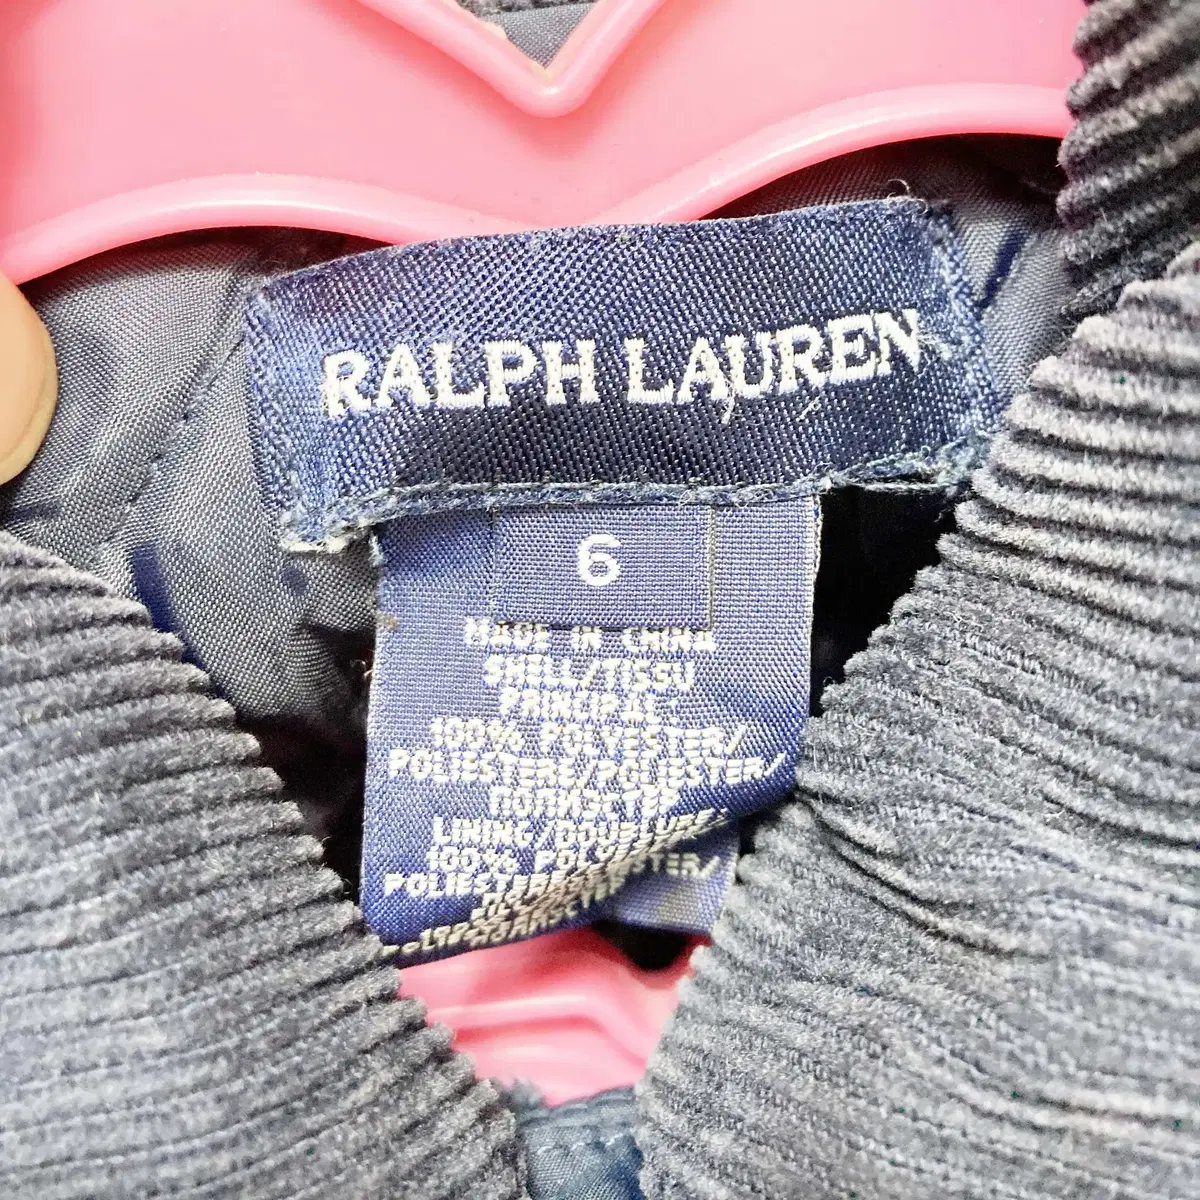 RALPH LAUREN
6
MADE IN CHINA
SHELL/TISSU
PRINCIPAL:
100% POLYESTER/
POLIESTERE/POLIESTER/
LINING/DOUBLURE:
100% POLYESTER/